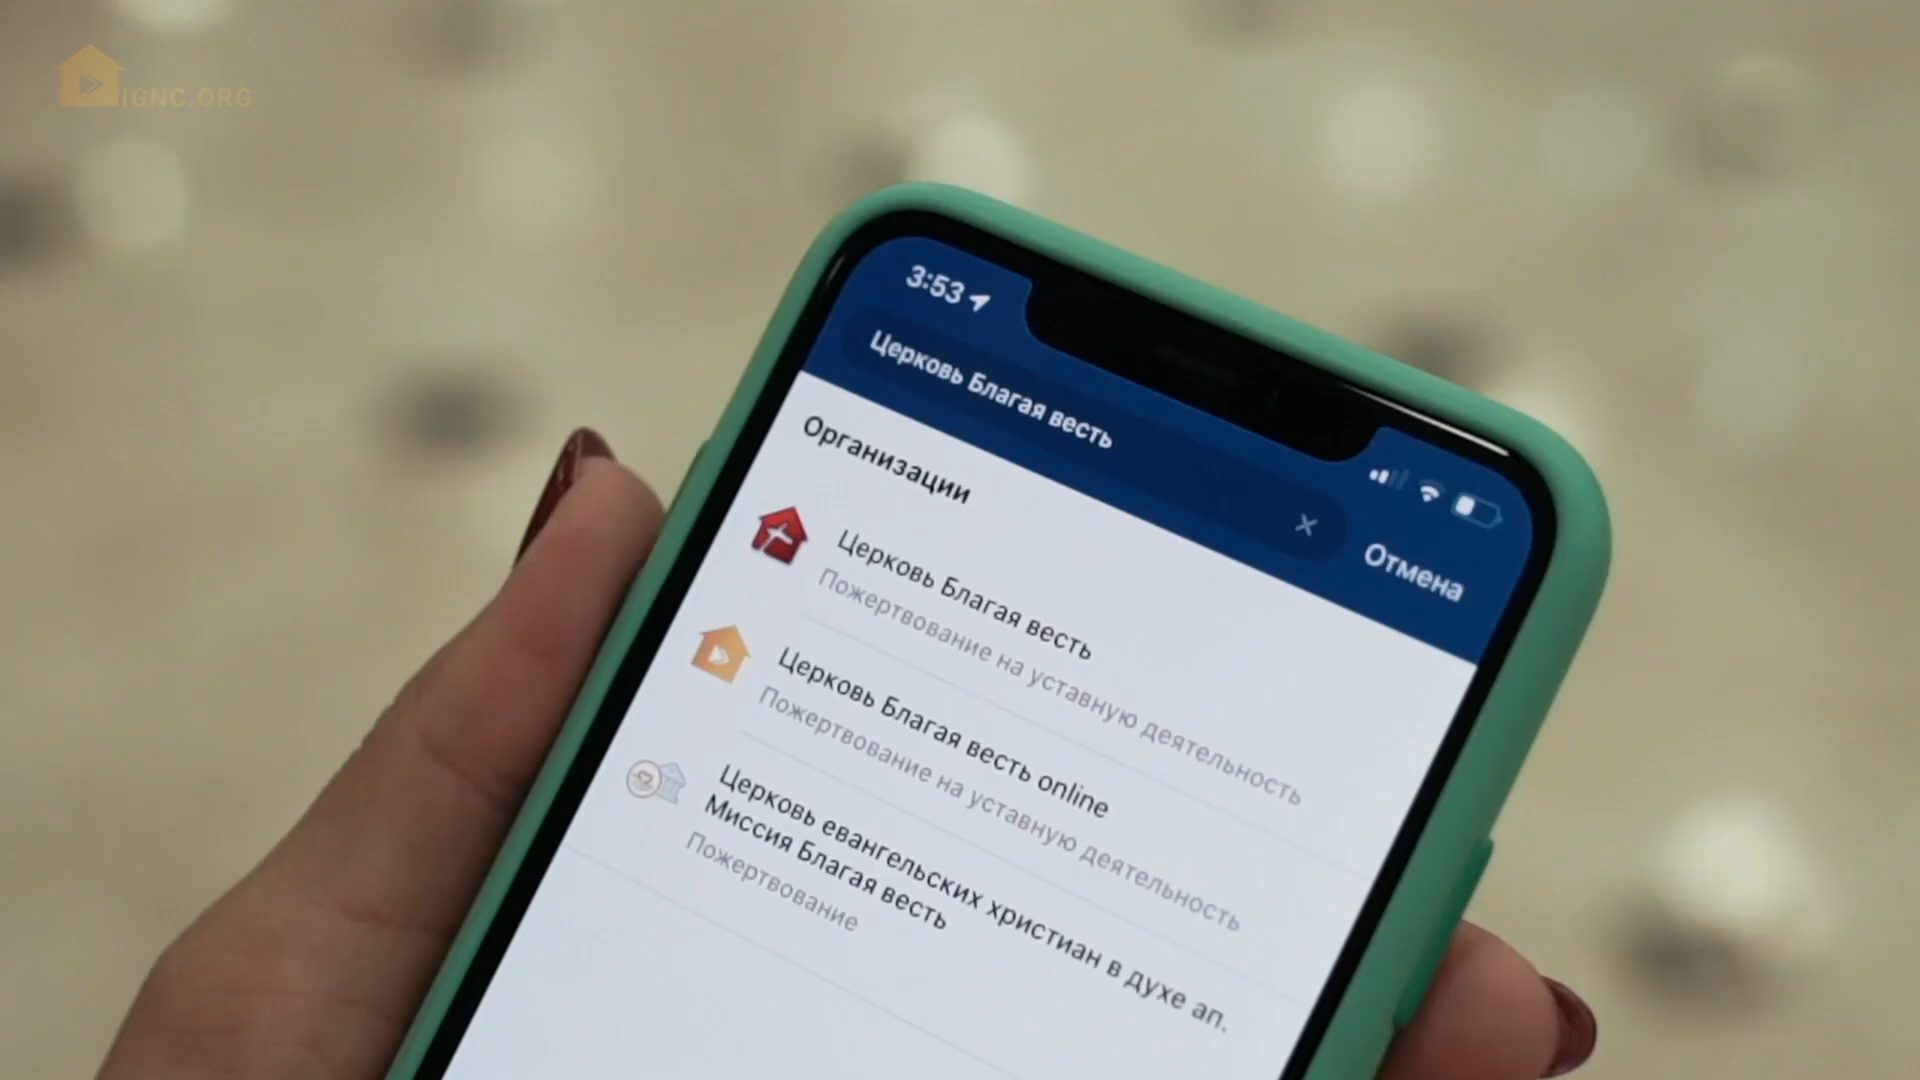 IGNC.ORG
3:53
Церковь Благая весть
Отмена
Организации
Церковь Благая весть
Пожертвование на уставную деятельность
Церковь Благая весть online
Пожертвование на уставную деятельность
Церковь евангельских христиан в духе ап.
Миссия Благая весть
Пожертвование